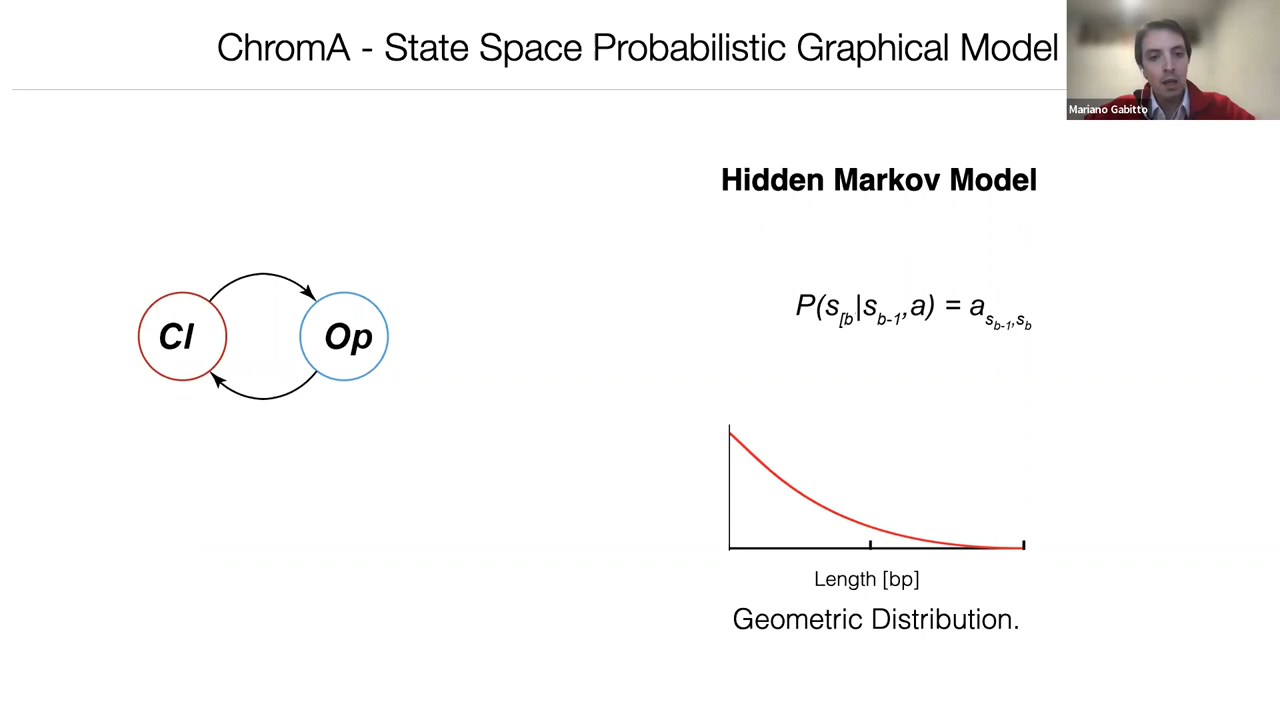 ChromA - State Space Probabilistic Graphical Model
Mariano Gabitto
Hidden Markov Model
Cl
Op
P(s[b|sb-1,a) = asb-1,sb
Length [bp]
Geometric Distribution.